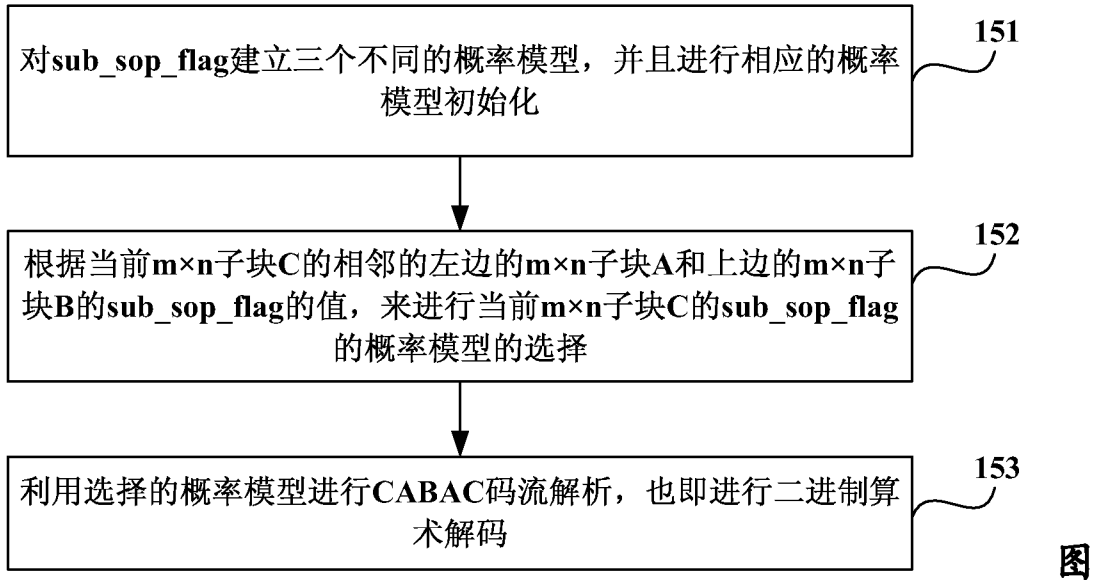 对sub_sop_flag建立三个不同的概率模型，并且进行相应的概率
模型初始化
151
根据当前m×n子块C的相邻的左边的m×n子块A和上边的m×n子
块B的sub_sop_flag的值，来进行当前m×n子块C的sub_sop_flag
的概率模型的选择
152
利用选择的概率模型进行CABAC码流解析，也即进行二进制算
术解码
153
图